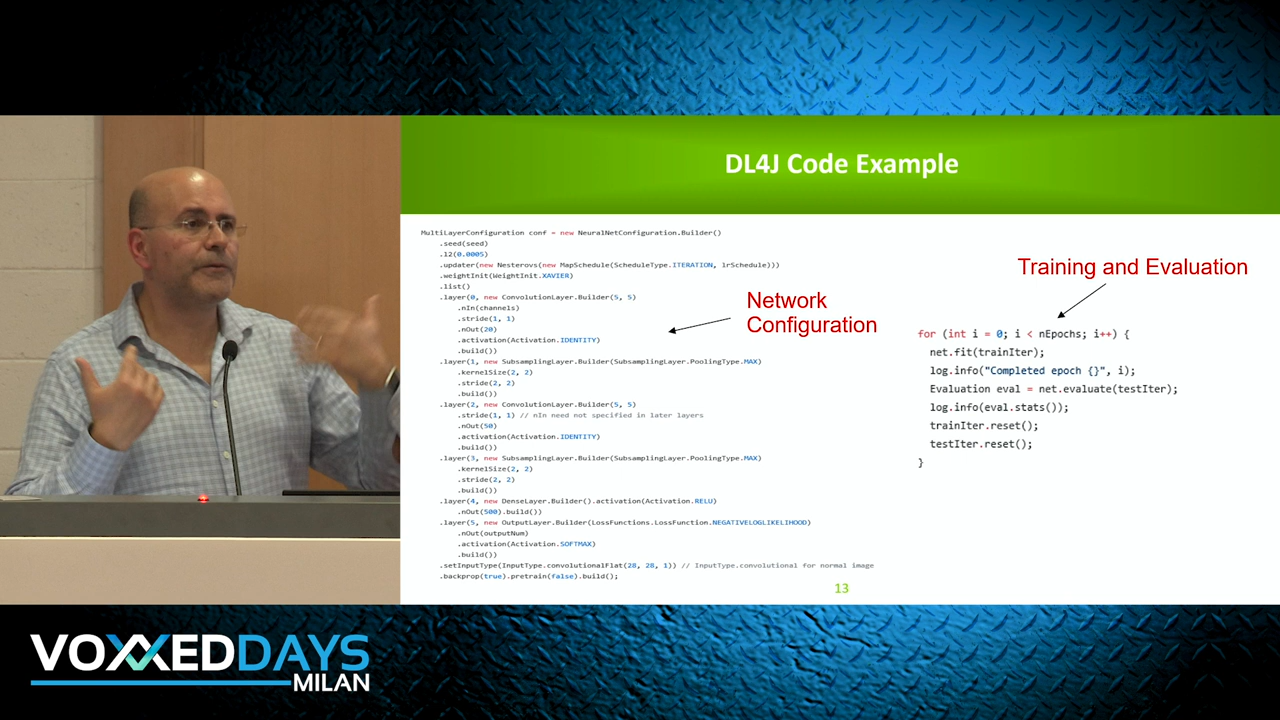 DL4J Code Example
MultiLayerConfiguration conf = new NeuralNetConfiguration.Builder()
.seed(seed)
.l2(0.0005)
.updater(new Nesterovs(new MapSchedule(ScheduleType.ITERATION, lrSchedule)))
.weightInit(WeightInit.XAVIER)
.list()
.layer(0, new ConvolutionLayer.Builder(5, 5)
.nIn(channels)
.stride(1, 1)
.nOut(20)
.activation(Activation.IDENTITY)
.build())
.layer(1, new SubsamplingLayer.Builder(SubsamplingLayer.PoolingType.MAX)
.kernelSize(2, 2)
.stride(2, 2)
.build())
.layer(2, new ConvolutionLayer.Builder(5, 5)
.stride(1, 1) // nIn need not specified in later layers
.nOut(50)
.activation(Activation.IDENTITY)
.build())
.layer(3, new SubsamplingLayer.Builder(SubsamplingLayer.PoolingType.MAX)
.kernelSize(2, 2)
.stride(2, 2)
.build())
.layer(4, new DenseLayer.Builder().activation(Activation.RELU)
.nOut(500).build())
.layer(5, new OutputLayer.Builder(LossFunctions.LossFunction.NEGATIVELOGLIKELIHOOD)
.nOut(outputNum)
.activation(Activation.SOFTMAX)
.build())
.setInputType(InputType.convolutionalFlat(28, 28, 1)) // InputType.convolutional for normal image
.backprop(true).pretrain(false).build();
Network
Configuration
Training and Evaluation
for (int i = 0; i < nEpochs; i++) {
net.fit(trainIter);
log.info("Completed epoch {}", i);
Evaluation eval = net.evaluate(testIter);
log.info(eval.stats());
trainIter.reset();
testIter.reset();
}
13
VOXXEDDAYS
MILAN